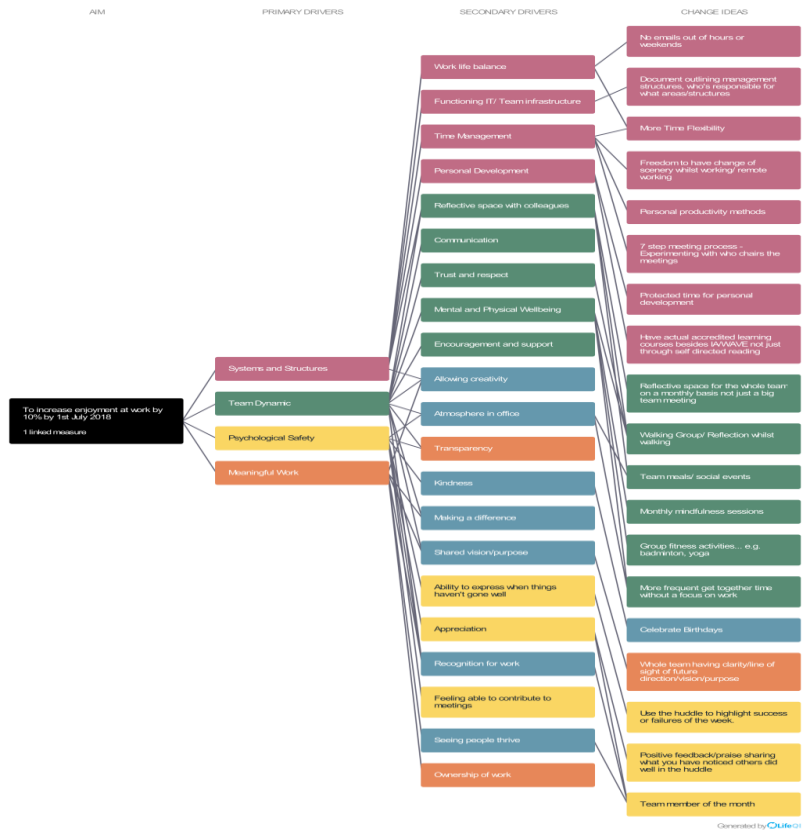 AIM
PRIMARY DRIVERS
SECONDARY DRIVERS
CHANGE IDEAS
To increase enjoyment at work by
10% by 1st July 2018
1 linked measure
Systems and Structures
Team Dynamic
Psychological Safety
Meaningful Work
Work life balance
Functioning IT/ Team infrastructure
Time Management
Personal Development
Reflective space with colleagues
Communication
Trust and respect
Mental and Physical Wellbeing
Encouragement and support
Allowing creativity
Atmosphere in office
Transparency
Kindness
Making a difference
Shared vision/purpose
Ability to express when things
haven't gone well
Appreciation
Recognition for work
Feeling able to contribute to
meetings
Seeing people thrive
Ownership of work
No emails out of hours or
weekends
Document outlining management
structures, who's responsible for
what areas/structures
More Time Flexibility
Freedom to have change of
scenery whilst working/ remote
working
Personal productivity methods
7 step meeting process -
Experimenting with who chairs the
meetings
Protected time for personal
development
Have actual accredited learning
courses besides IA/WAVE not just
through self directed reading
Reflective space for the whole team
on a monthly basis not just a big
team meeting
Walking Group/ Reflection whilst
walking
Team meals/ social events
Monthly mindfulness sessions
Group fitness activities... e.g.
badminton, yoga
More frequent get together time
without a focus on work
Celebrate Birthdays
Whole team having clarity/line of
sight of future
direction/vision/purpose
Use the huddle to highlight success
or failures of the week.
Positive feedback/praise sharing
what you have noticed others did
well in the huddle
Team member of the month
Generated by LifeQI